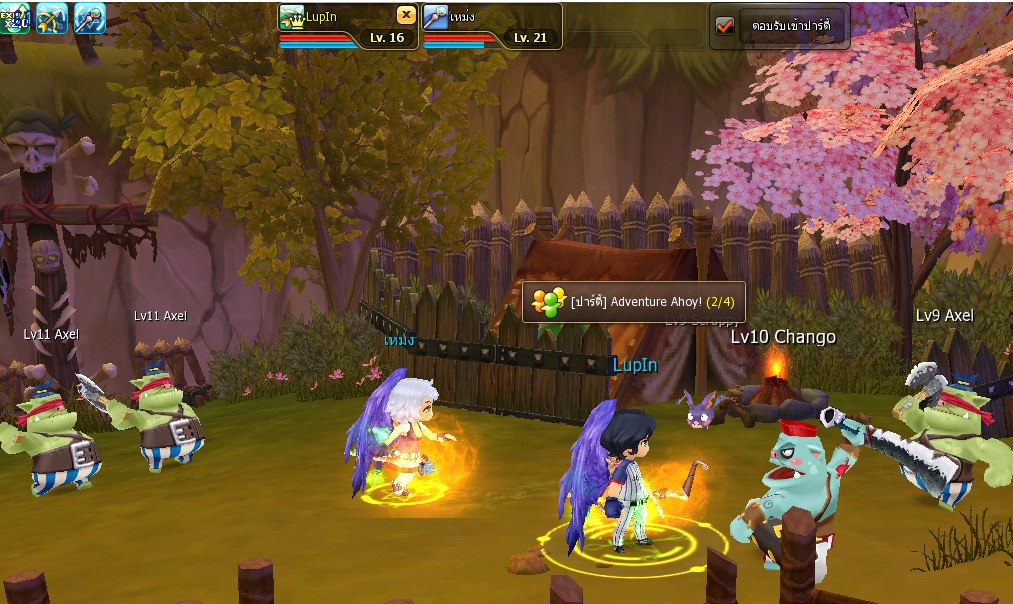 LupIn
เหม่ง
Lv. 16
Lv. 21
ตอบรับเข้าปาร์ตี้
[ปาร์ตี้] Adventure Ahoy! (2/4)
Lv11 Axel
Lv11 Axel
Lv9 Axel
Lv9 Scrappy
Lv10 Chango
เหม่ง
LupIn